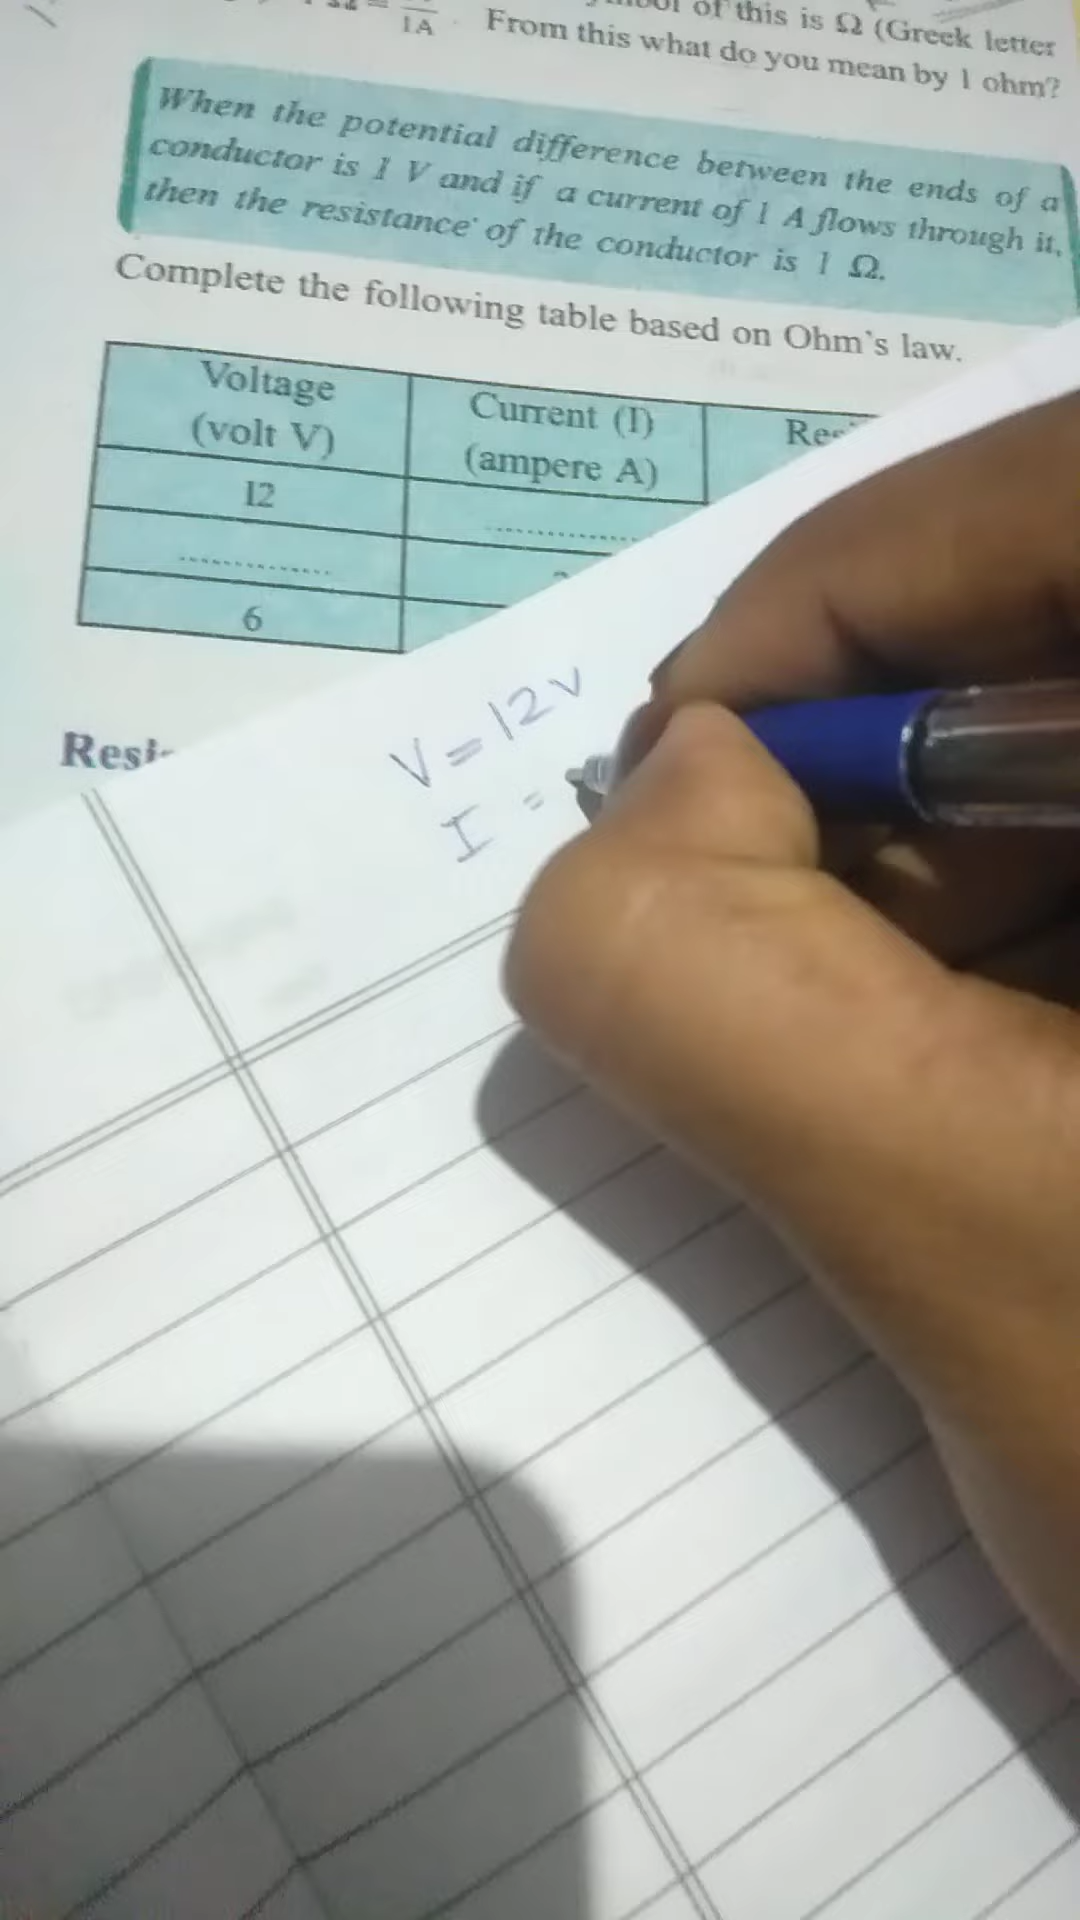 of this is Ω (Greek letter
1A. From this what do you mean by 1 ohm?
When the potential difference between the ends of a
conductor is 1 V and if a current of 1 A flows through it,
then the resistance of the conductor is 1 Ω.
Complete the following table based on Ohm's law.
Voltage
(volt V)
Current (I)
(ampere A)
12
..............
..............
6
V = 12V
I =